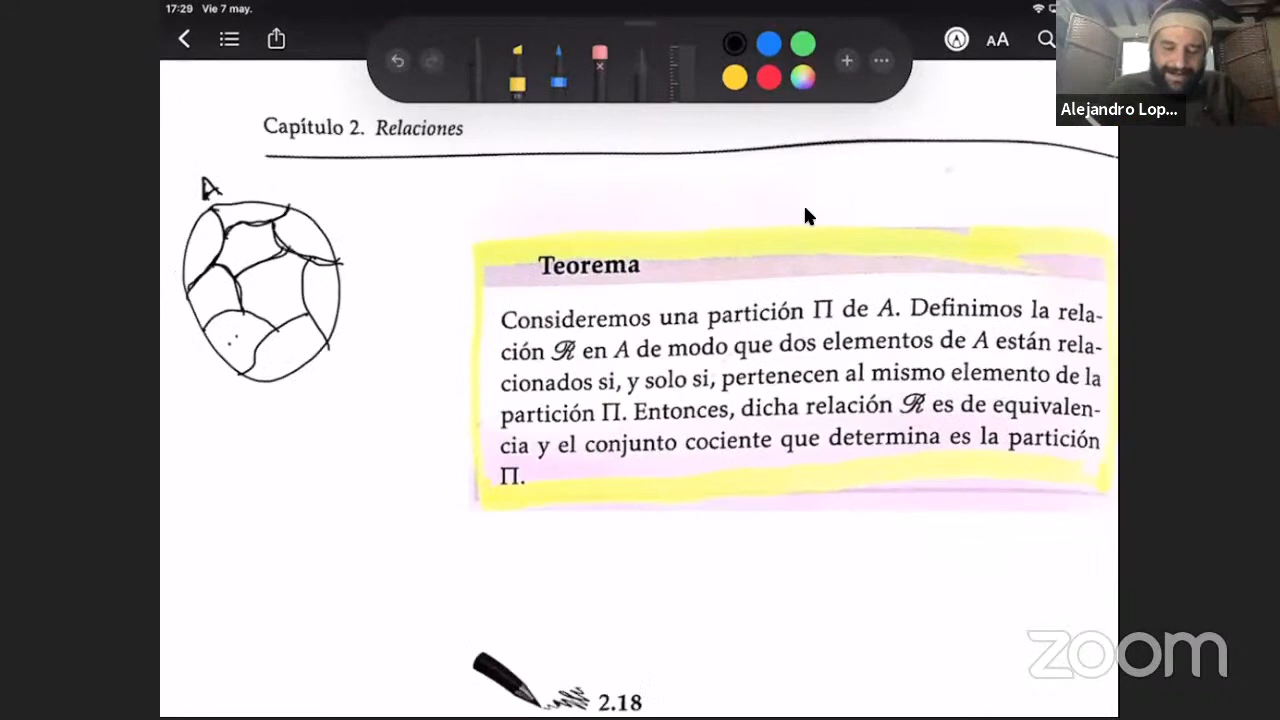 17:29 Vie 7 may.
AA
Alejandro Lop...
Capítulo 2. Relaciones
A
Teorema
Consideremos una partición Π de A. Definimos la rela-
ción ℛ en A de modo que dos elementos de A están rela-
cionados si, y solo si, pertenecen al mismo elemento de la
partición Π. Entonces, dicha relación ℛ es de equivalen-
cia y el conjunto cociente que determina es la partición
Π.
zoom
2.18